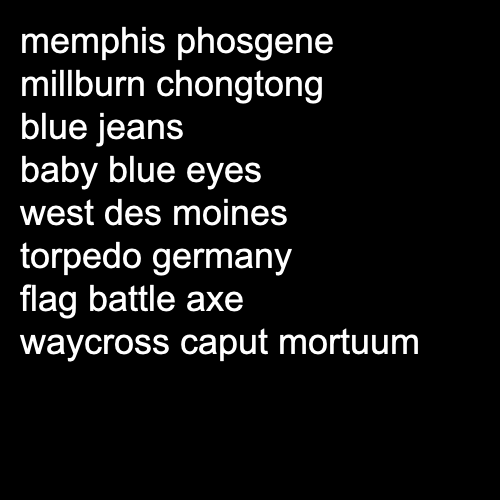 memphis phosgene
millburn chongtong
blue jeans
baby blue eyes
west des moines
torpedo germany
flag battle axe
waycross caput mortuum